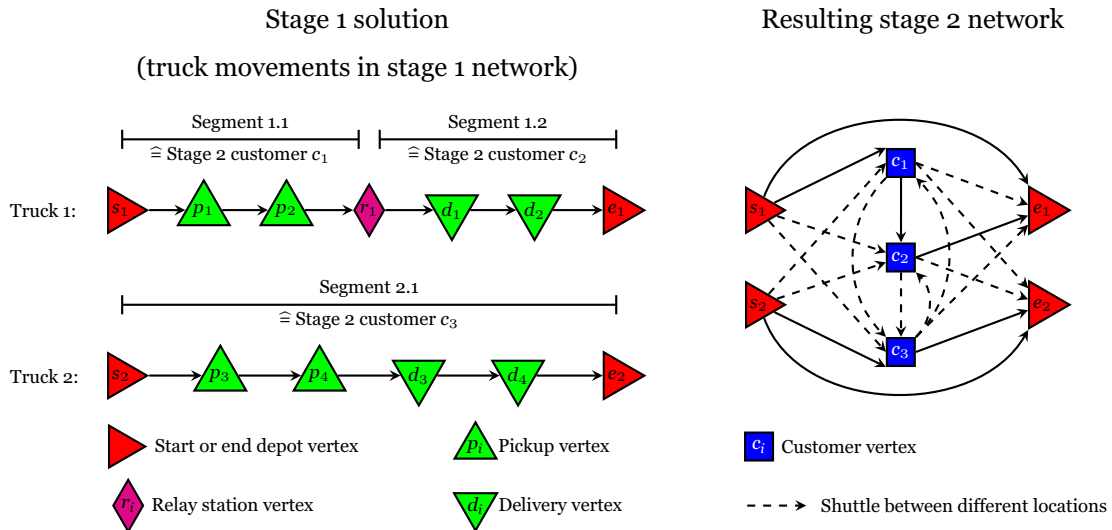 Stage 1 solution
(truck movements in stage 1 network)
Resulting stage 2 network
Segment 1.1
≙ Stage 2 customer c₁
Segment 1.2
≙ Stage 2 customer c₂
Truck 1:
s₁
p₁
p₂
r₁
d₁
d₂
e₁
Segment 2.1
≙ Stage 2 customer c₃
Truck 2:
s₂
p₃
p₄
d₃
d₄
e₂
c₁
s₁
e₁
c₂
s₂
e₂
c₃
Start or end depot vertex
pᵢ Pickup vertex
cᵢ Customer vertex
rᵢ Relay station vertex
dᵢ Delivery vertex
Shuttle between different locations